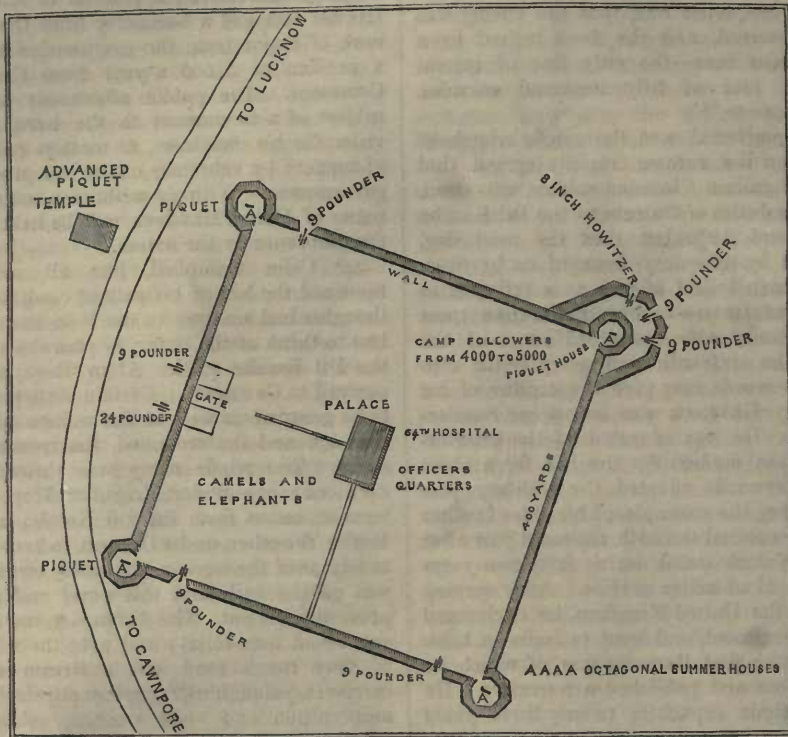 TO LUCKNOW
ADVANCED
PIQUET
TEMPLE
PIQUET
A
9 POUNDER
8 INCH HOWITZER
9 POUNDER
WALL
CAMP FOLLOWERS
FROM 4000 TO 5000
PIQUET HOUSE
A
9 POUNDER
9 POUNDER
GATE
24 POUNDER
PALACE
64TH HOSPITAL
OFFICERS
QUARTERS
CAMELS AND
ELEPHANTS
400 YARDS
PIQUET
A
9 POUNDER
9 POUNDER
A
AAAA OCTAGONAL SUMMER HOUSES
TO CAWNPORE